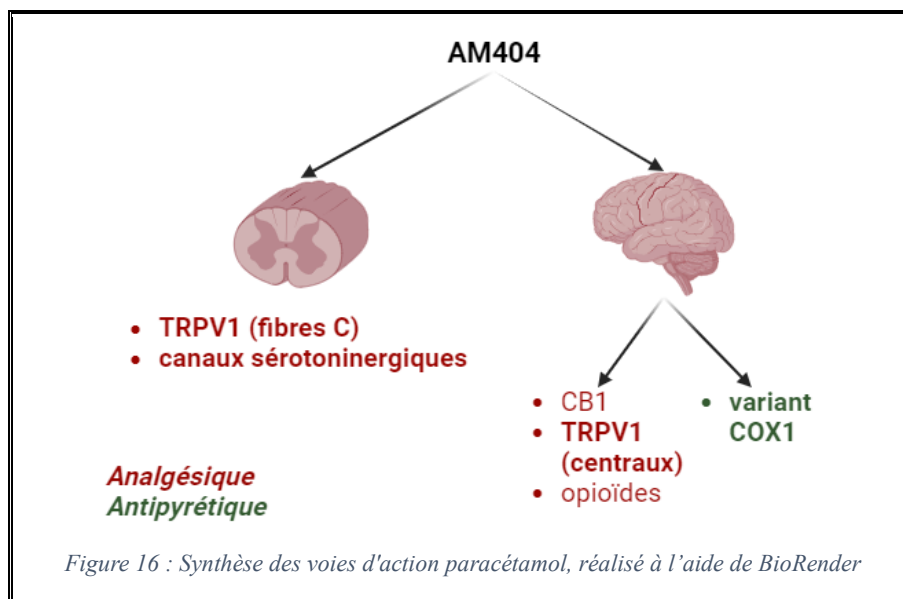 AM404
• TRPV1 (fibres C)
• canaux sérotoninergiques
• CB1
• TRPV1
(centraux)
• opioïdes
• variant
COX1
Analgésique
Antipyrétique
Figure 16 : Synthèse des voies d'action paracétamol, réalisé à l’aide de BioRender